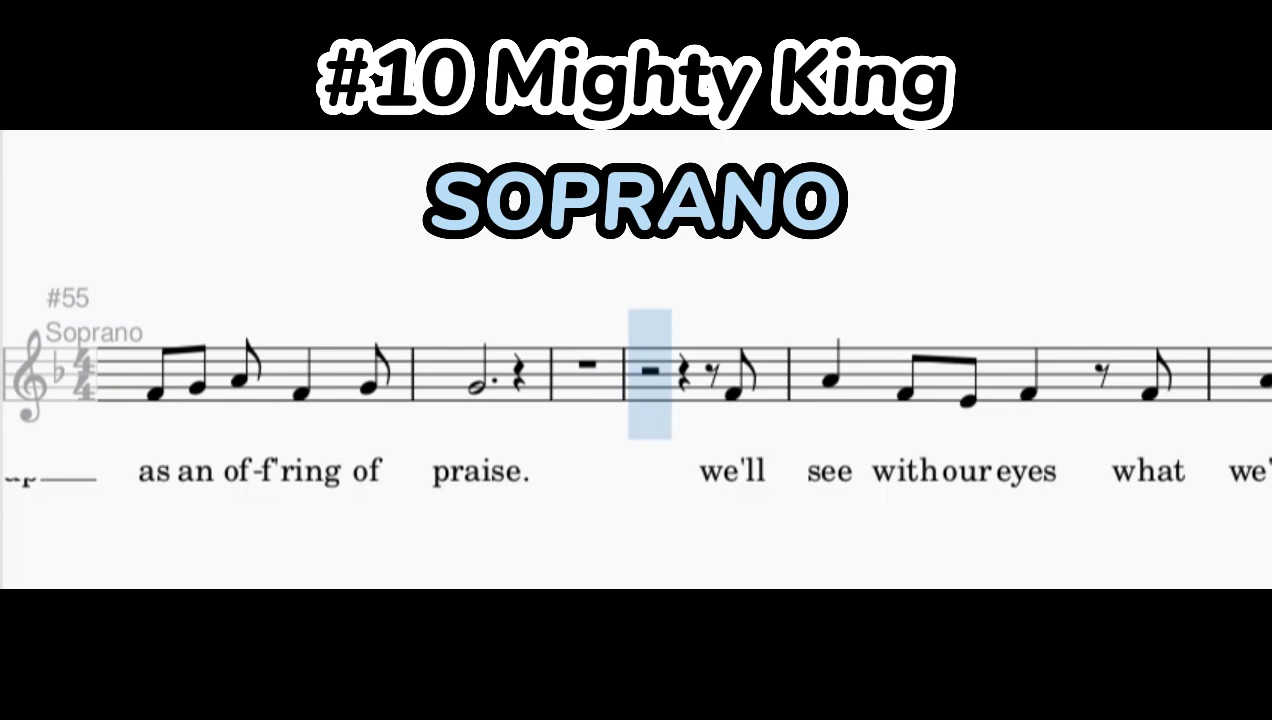 #10 Mighty King
SOPRANO
#55
Soprano
as an of-f'ring of praise. we'll see with our eyes what